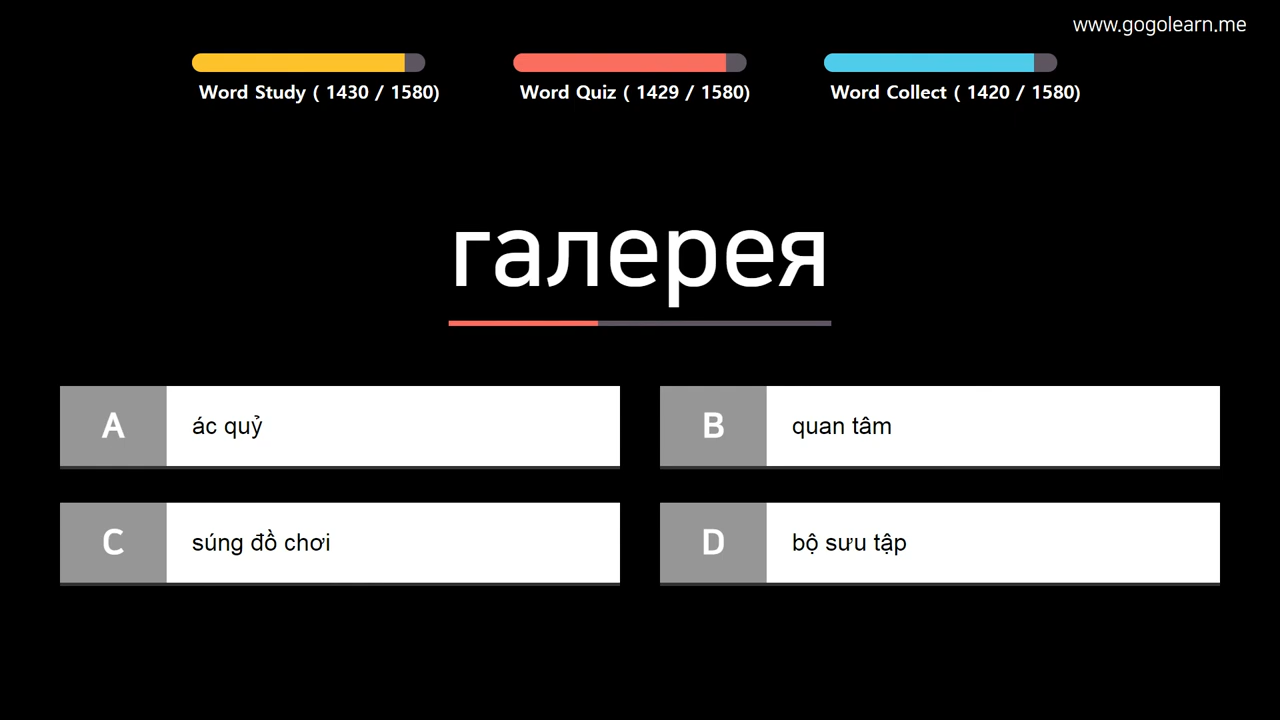 www.gogolearn.me
Word Study ( 1430 / 1580)
Word Quiz ( 1429 / 1580)
Word Collect ( 1420 / 1580)
галерея
A
ác quỷ
B
quan tâm
C
súng đồ chơi
D
bộ sưu tập